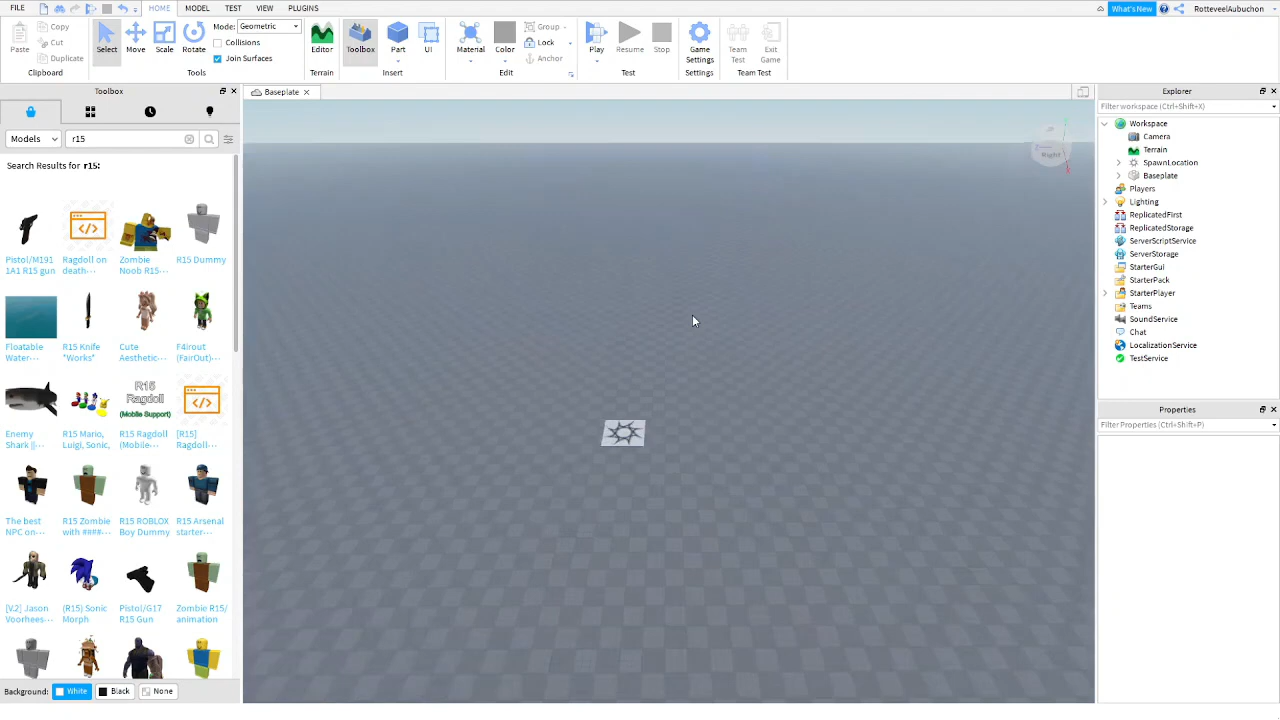 FILE HOME MODEL TEST VIEW PLUGINS What's New RotteveelAubuchon
Paste Copy Cut Duplicate Clipboard
Select Move Scale Rotate Mode: Geometric Collisions Join Surfaces Tools
Editor Terrain
Toolbox Part UI Insert
Material Color Group Lock Anchor Edit
Play Resume Stop Test
Game Settings Settings
Team Test Exit Game Team Test
Toolbox
Models r15
Search Results for r15:
Pistol/M191 1A1 R15 gun
Ragdoll on death...
Zombie Noob R15...
R15 Dummy
Floatable Water...
R15 Knife *Works*
Cute Aesthetic...
F4irout (FairOut)...
Enemy Shark ||...
R15 Mario, Luigi, Sonic,
R15 Ragdoll (Mobile Support)
R15 Ragdoll (Mobile...
[R15] Ragdoll...
The best NPC on...
R15 Zombie with ####...
R15 ROBLOX Boy Dummy
R15 Arsenal starter...
[V.2] Jason Voorhees...
(R15) Sonic Morph
Pistol/G17 R15 Gun
Zombie R15/ animation
Background: White Black None
Baseplate
Right
Explorer
Filter workspace (Ctrl+Shift+X)
Workspace
Camera
Terrain
SpawnLocation
Baseplate
Players
Lighting
ReplicatedFirst
ReplicatedStorage
ServerScriptService
ServerStorage
StarterGui
StarterPack
StarterPlayer
Teams
SoundService
Chat
LocalizationService
TestService
Properties
Filter Properties (Ctrl+Shift+P)